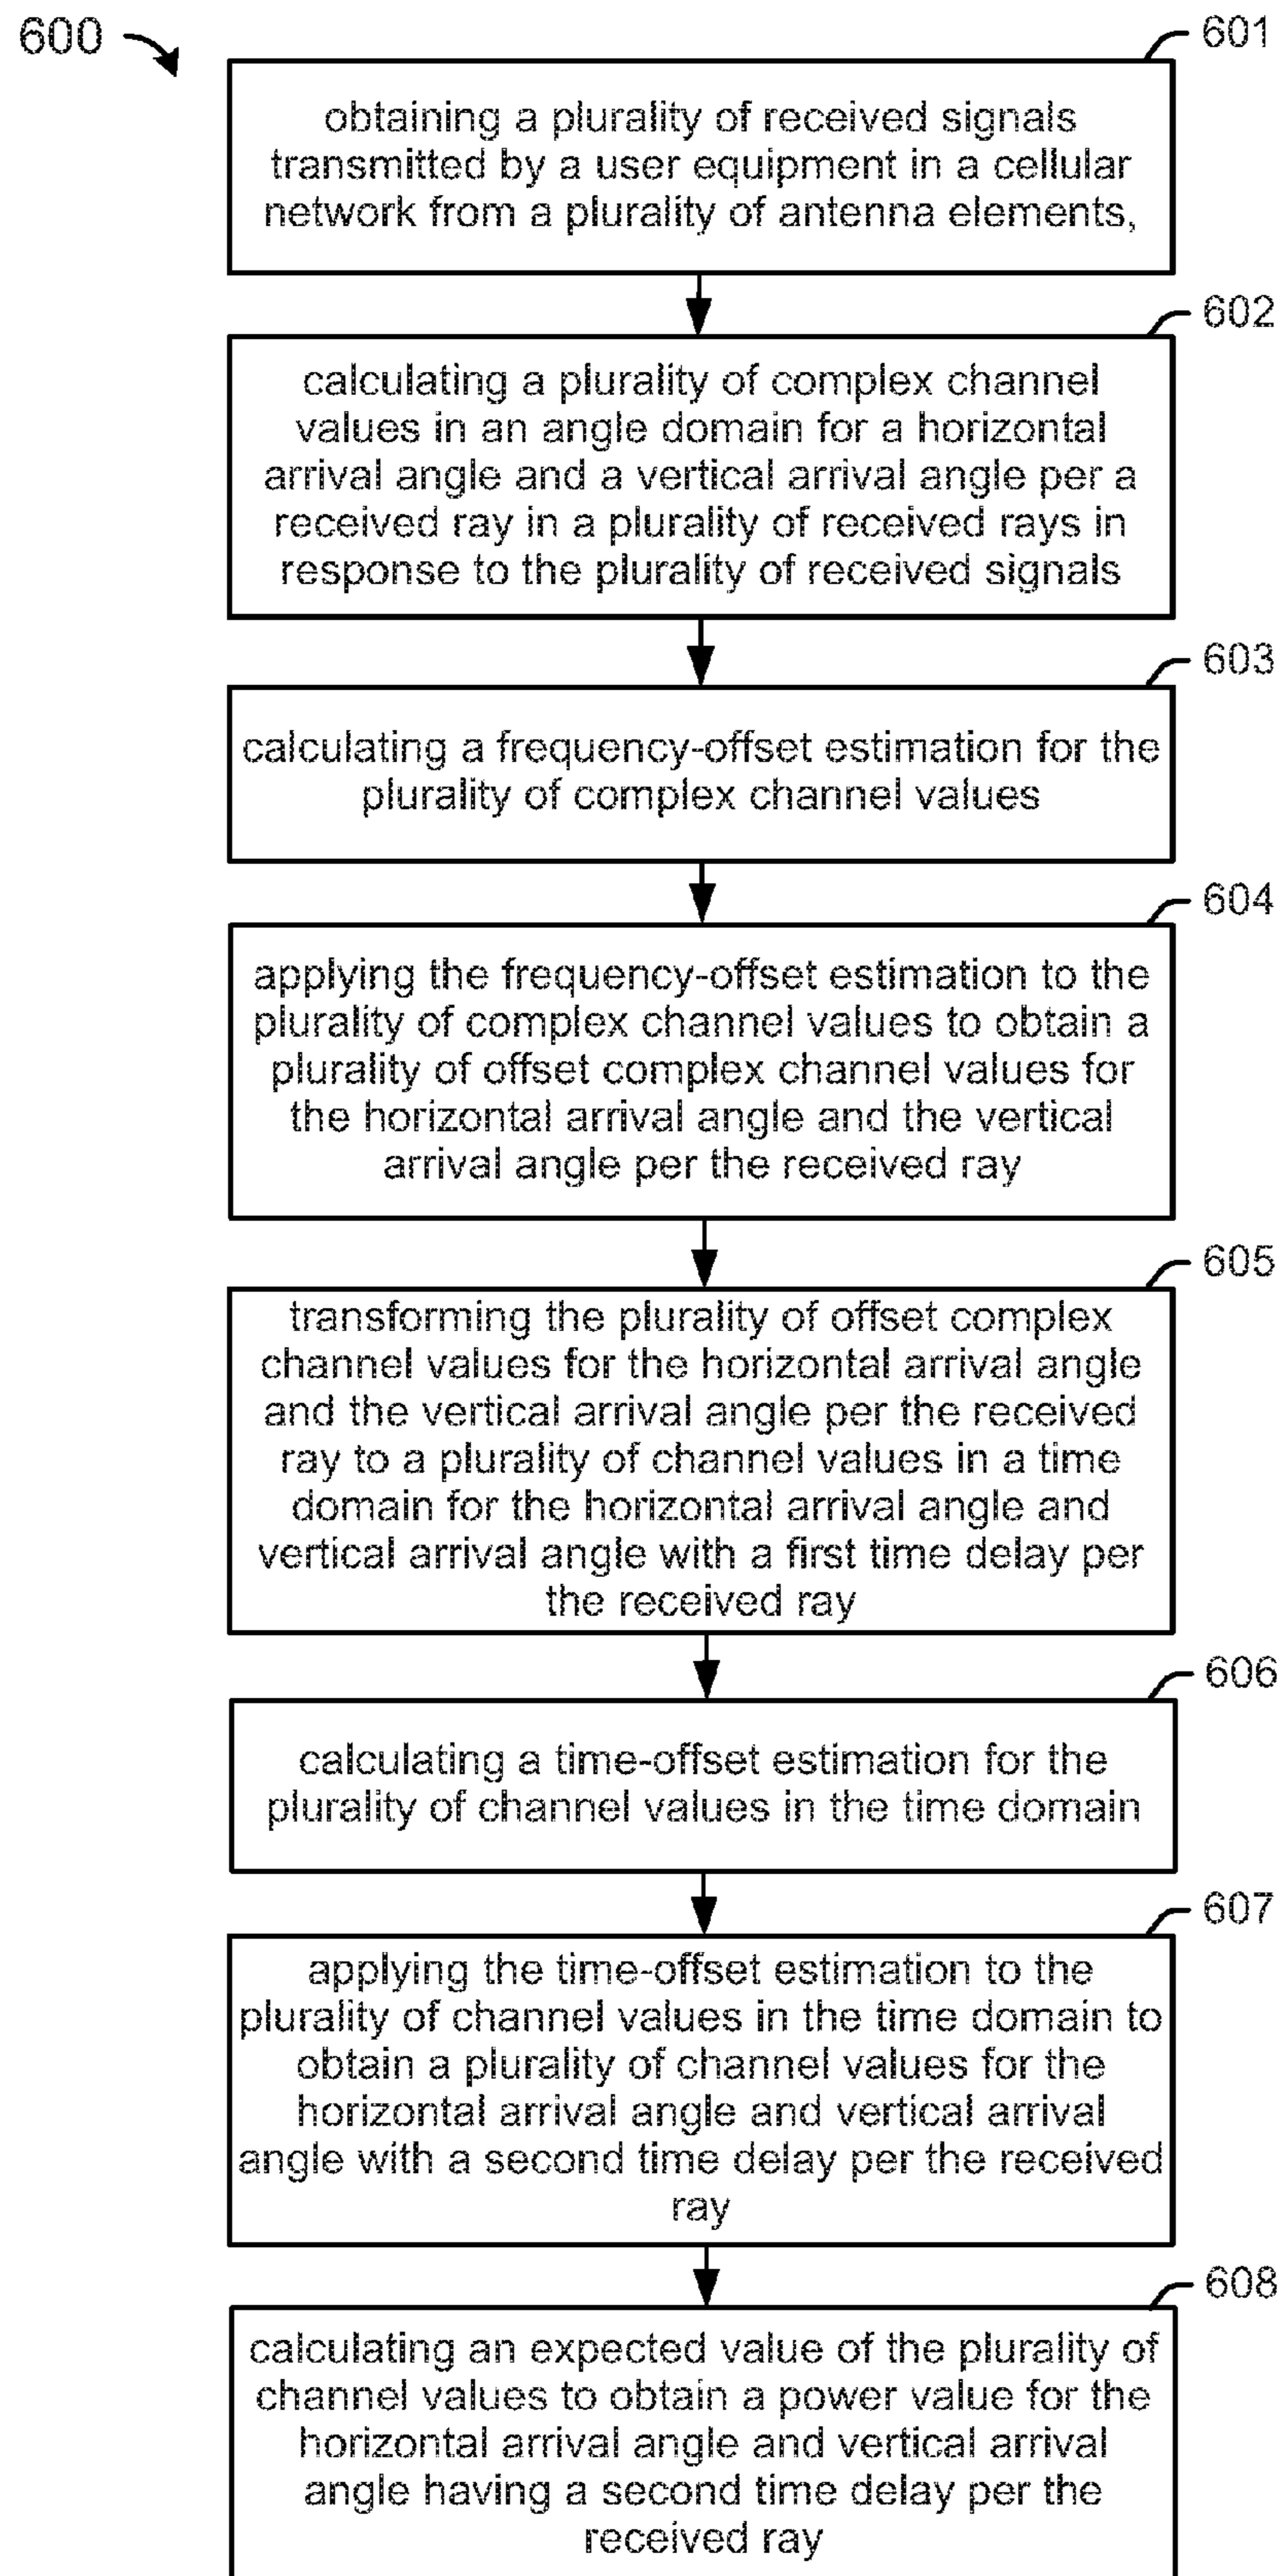 600
601
obtaining a plurality of received signals
transmitted by a user equipment in a cellular
network from a plurality of antenna elements,
602
calculating a plurality of complex channel
values in an angle domain for a horizontal
arrival angle and a vertical arrival angle per a
received ray in a plurality of received rays in
response to the plurality of received signals
603
calculating a frequency-offset estimation for the
plurality of complex channel values
604
applying the frequency-offset estimation to the
plurality of complex channel values to obtain a
plurality of offset complex channel values for
the horizontal arrival angle and the vertical
arrival angle per the received ray
605
transforming the plurality of offset complex
channel values for the horizontal arrival angle
and the vertical arrival angle per the received
ray to a plurality of channel values in a time
domain for the horizontal arrival angle and
vertical arrival angle with a first time delay per
the received ray
606
calculating a time-offset estimation for the
plurality of channel values in the time domain
607
applying the time-offset estimation to the
plurality of channel values in the time domain to
obtain a plurality of channel values for the
horizontal arrival angle and vertical arrival
angle with a second time delay per the received
ray
608
calculating an expected value of the plurality of
channel values to obtain a power value for the
horizontal arrival angle and vertical arrival
angle having a second time delay per the
received ray